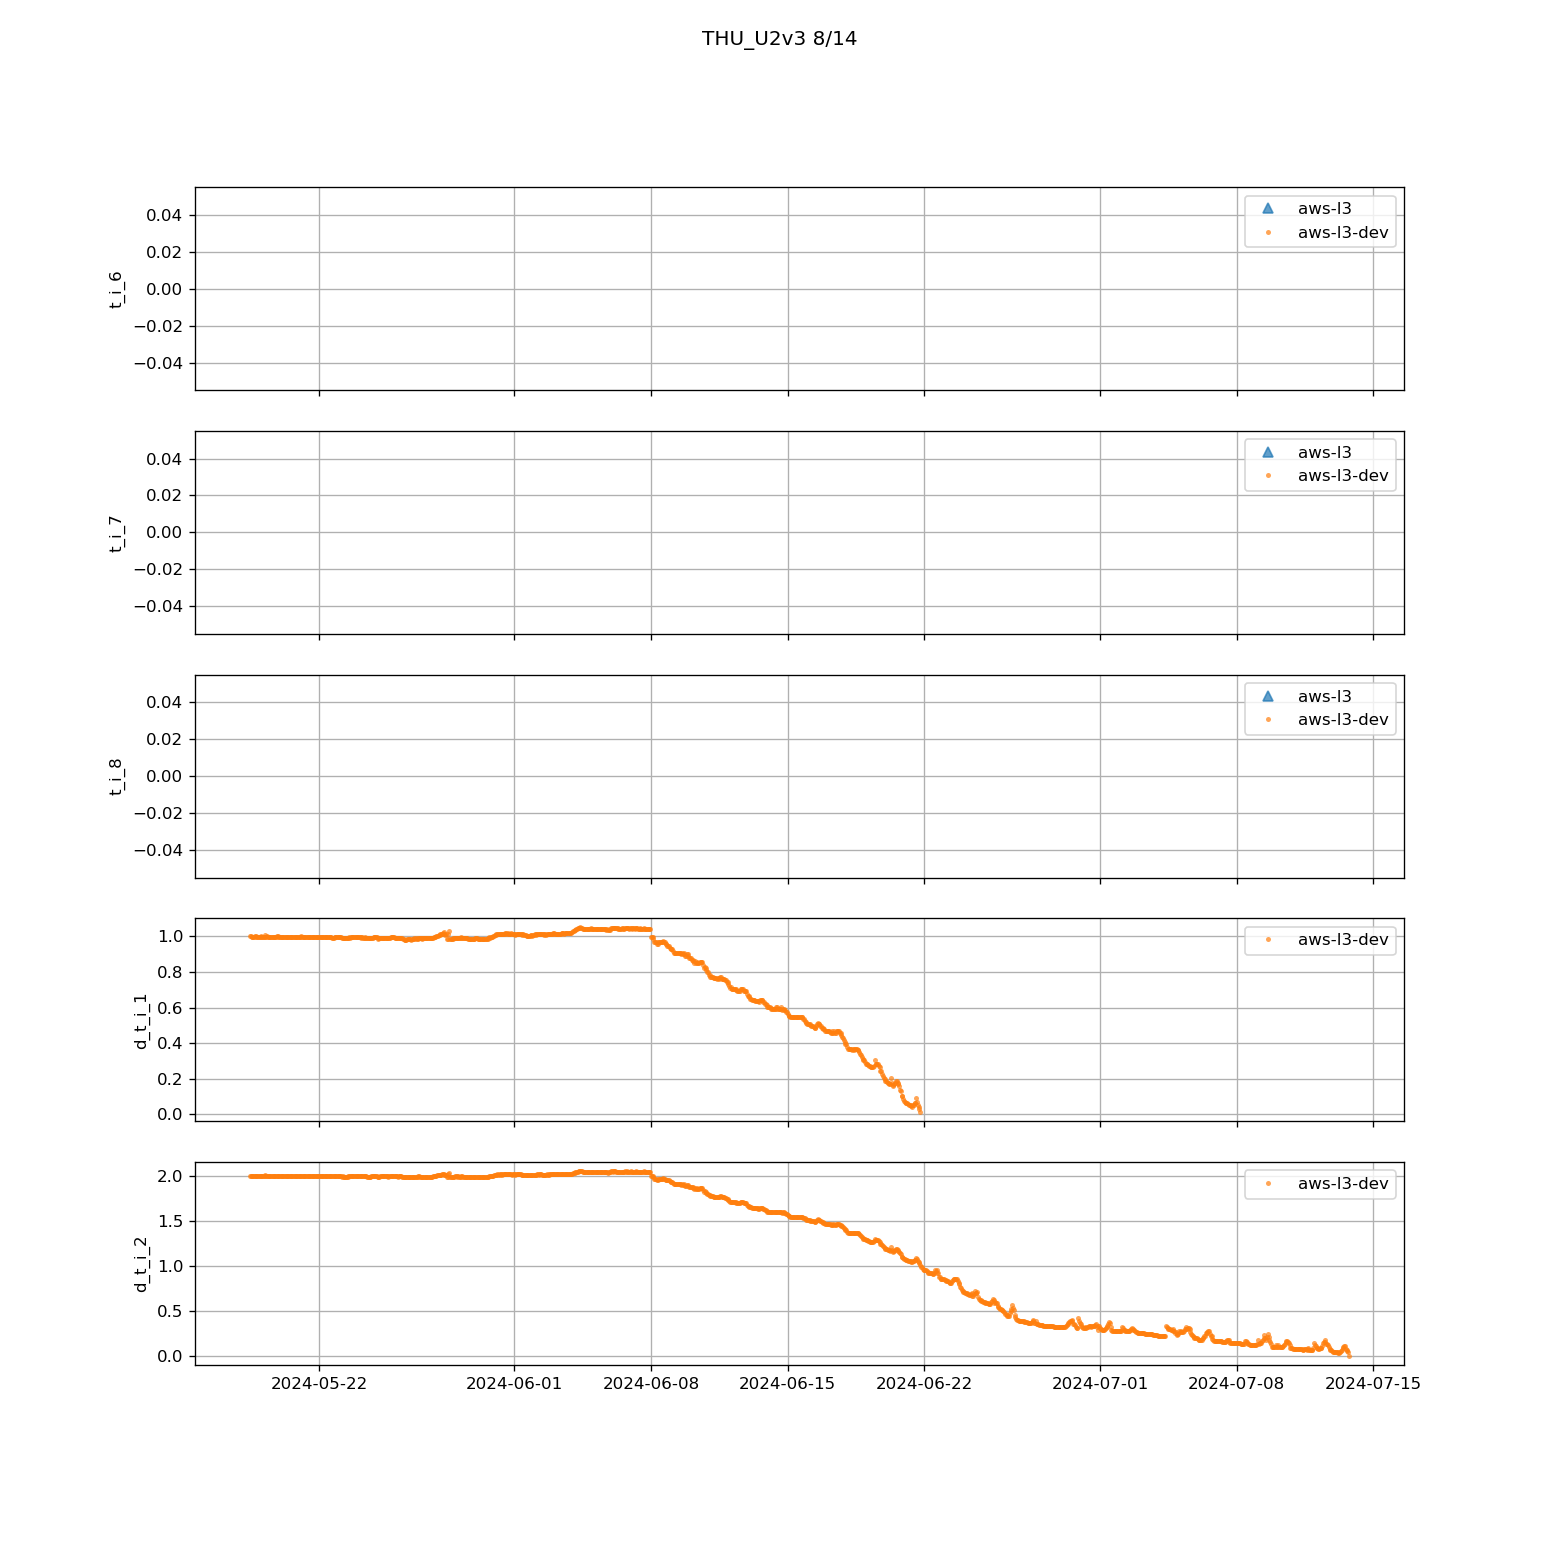 THU_U2v3 8/14
0.04
0.02
0.00
−0.02
−0.04
t_i_6
aws-l3
aws-l3-dev
0.04
0.02
0.00
−0.02
−0.04
t_i_7
aws-l3
aws-l3-dev
0.04
0.02
0.00
−0.02
−0.04
t_i_8
aws-l3
aws-l3-dev
1.0
0.8
0.6
0.4
0.2
0.0
d_t_i_1
aws-l3-dev
2.0
1.5
1.0
0.5
0.0
d_t_i_2
aws-l3-dev
2024-05-22
2024-06-01
2024-06-08
2024-06-15
2024-06-22
2024-07-01
2024-07-08
2024-07-15